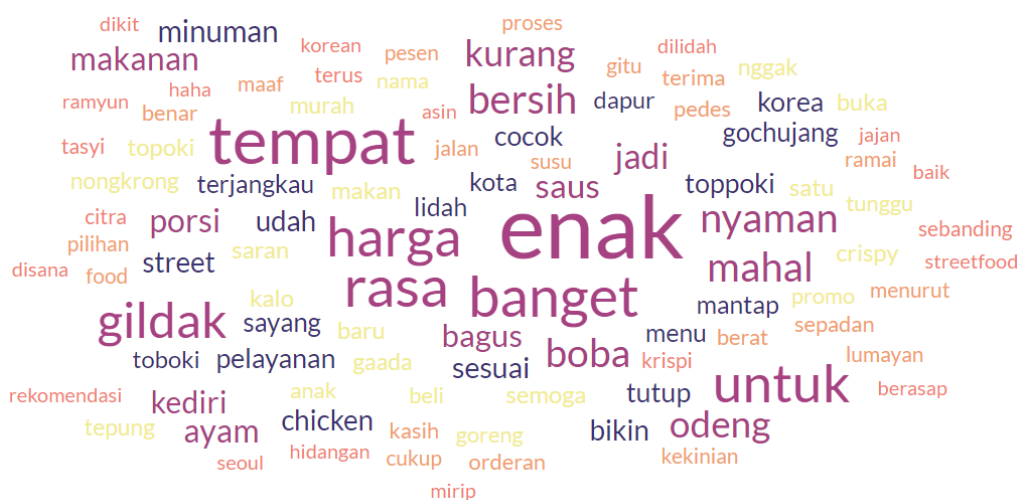 proses
dikit minuman korean pesen kurang dilidah
makanan haha maaf terus nama gitu terima nggak
ramyun benar murah asin bersih dapur pedes korea buka
tasyi topoki tempat jalan cocok susu jadi gochujang jajan ramai
nongkrong terjangkau makan kota saus toppoki satu baik
citra porsi udah lidah enak nyaman tunggu sebanding
pilihan saran harga crispy
disana food street rasa banget mahal streetfood
kalo mantap promo menurut
gildak sayang baru bagus menu berat sepadan
toboki pelayanan gaada sesuai boba krispi lumayan
rekomendasi anak beli semoga tutup untuk berasap
kediri
tepung ayam chicken kasih goreng bikin odeng
seoul hidangan cukup orderan kekinian
mirip